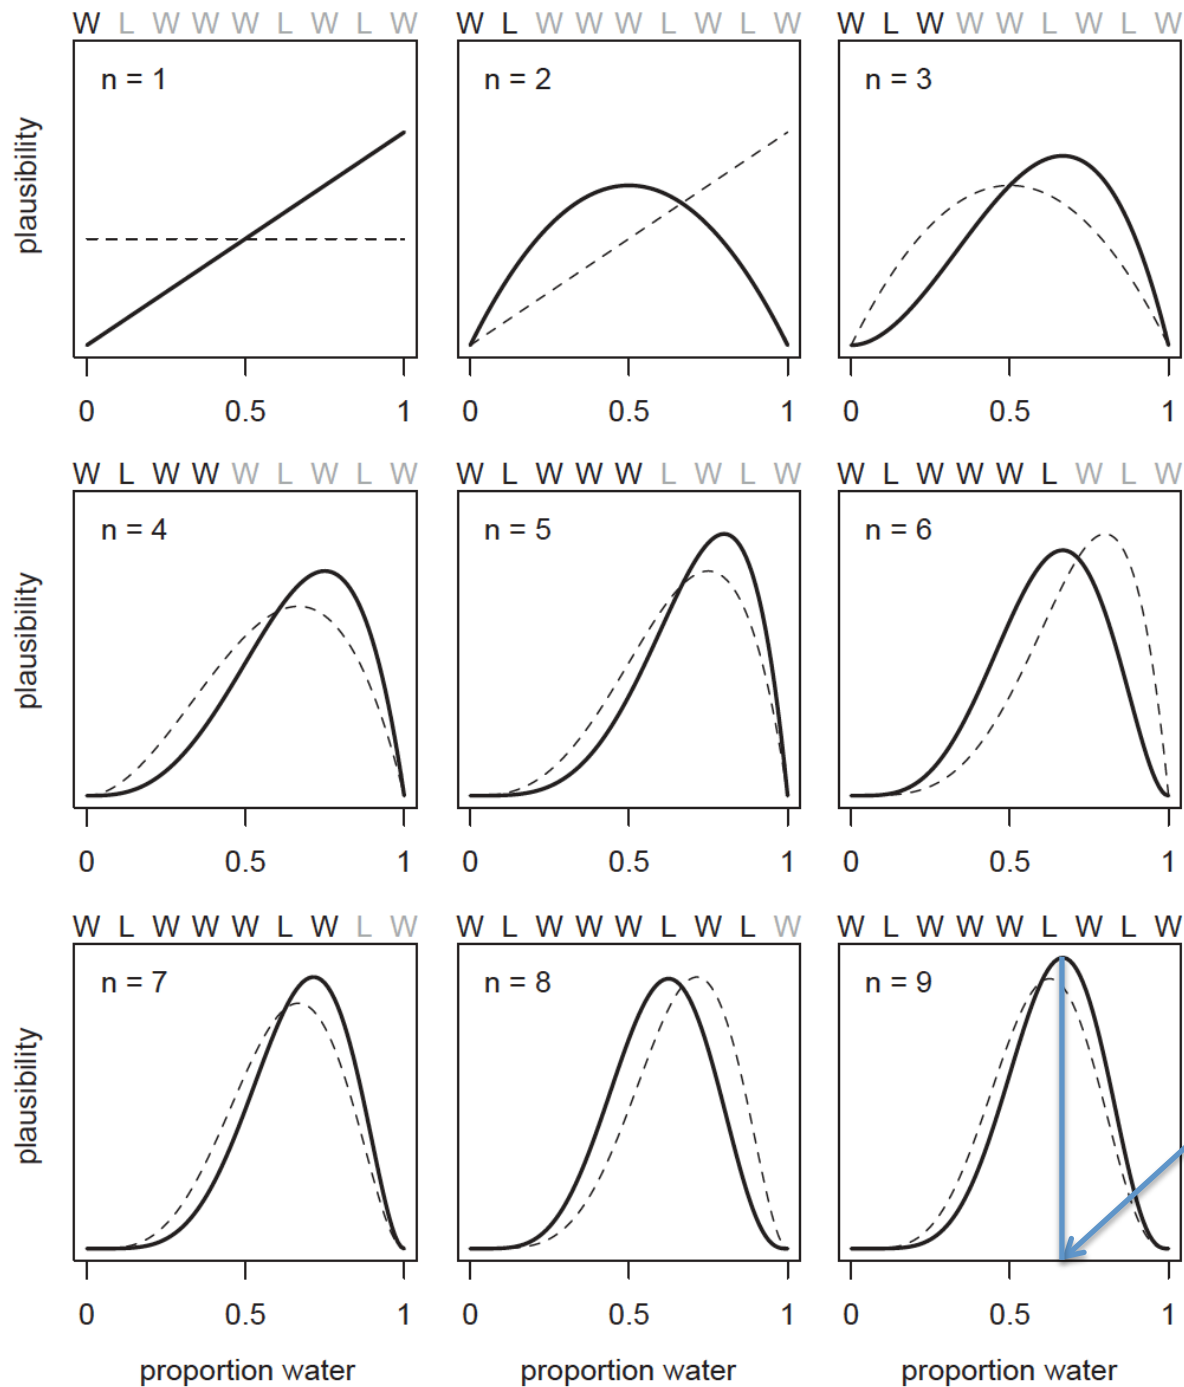 W L W W W L W L W W L W W W L W L W W L W W W L W L W
n = 1 n = 2 n = 3
plausibility
0 0.5 1 0 0.5 1 0 0.5 1
W L W W W L W L W W L W W W L W L W W L W W W L W L W
n = 4 n = 5 n = 6
plausibility
0 0.5 1 0 0.5 1 0 0.5 1
W L W W W L W L W W L W W W L W L W W L W W W L W L W
n = 7 n = 8 n = 9
plausibility
0 0.5 1 0 0.5 1 0 0.5 1
proportion water proportion water proportion water